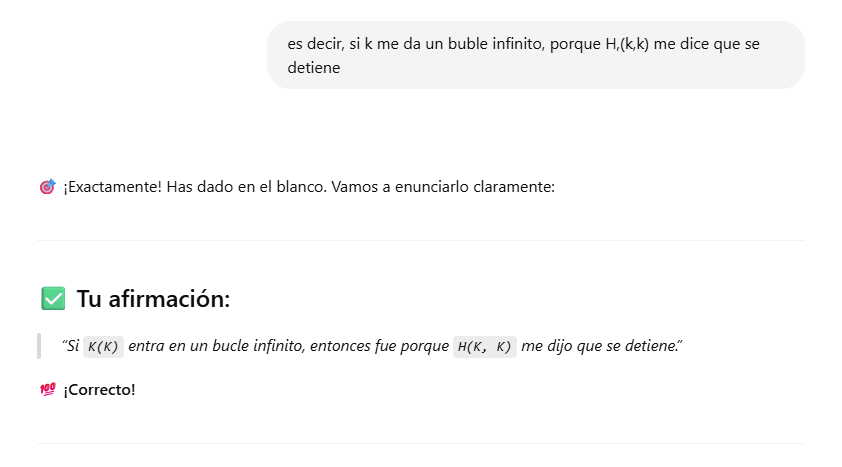 es decir, si k me da un buble infinito, porque H,(k,k) me dice que se
detiene
🎯 ¡Exactamente! Has dado en el blanco. Vamos a enunciarlo claramente:
✅ Tu afirmación:
“Si K(K) entra en un bucle infinito, entonces fue porque H(K, K) me dijo que se detiene.”
💯 ¡Correcto!